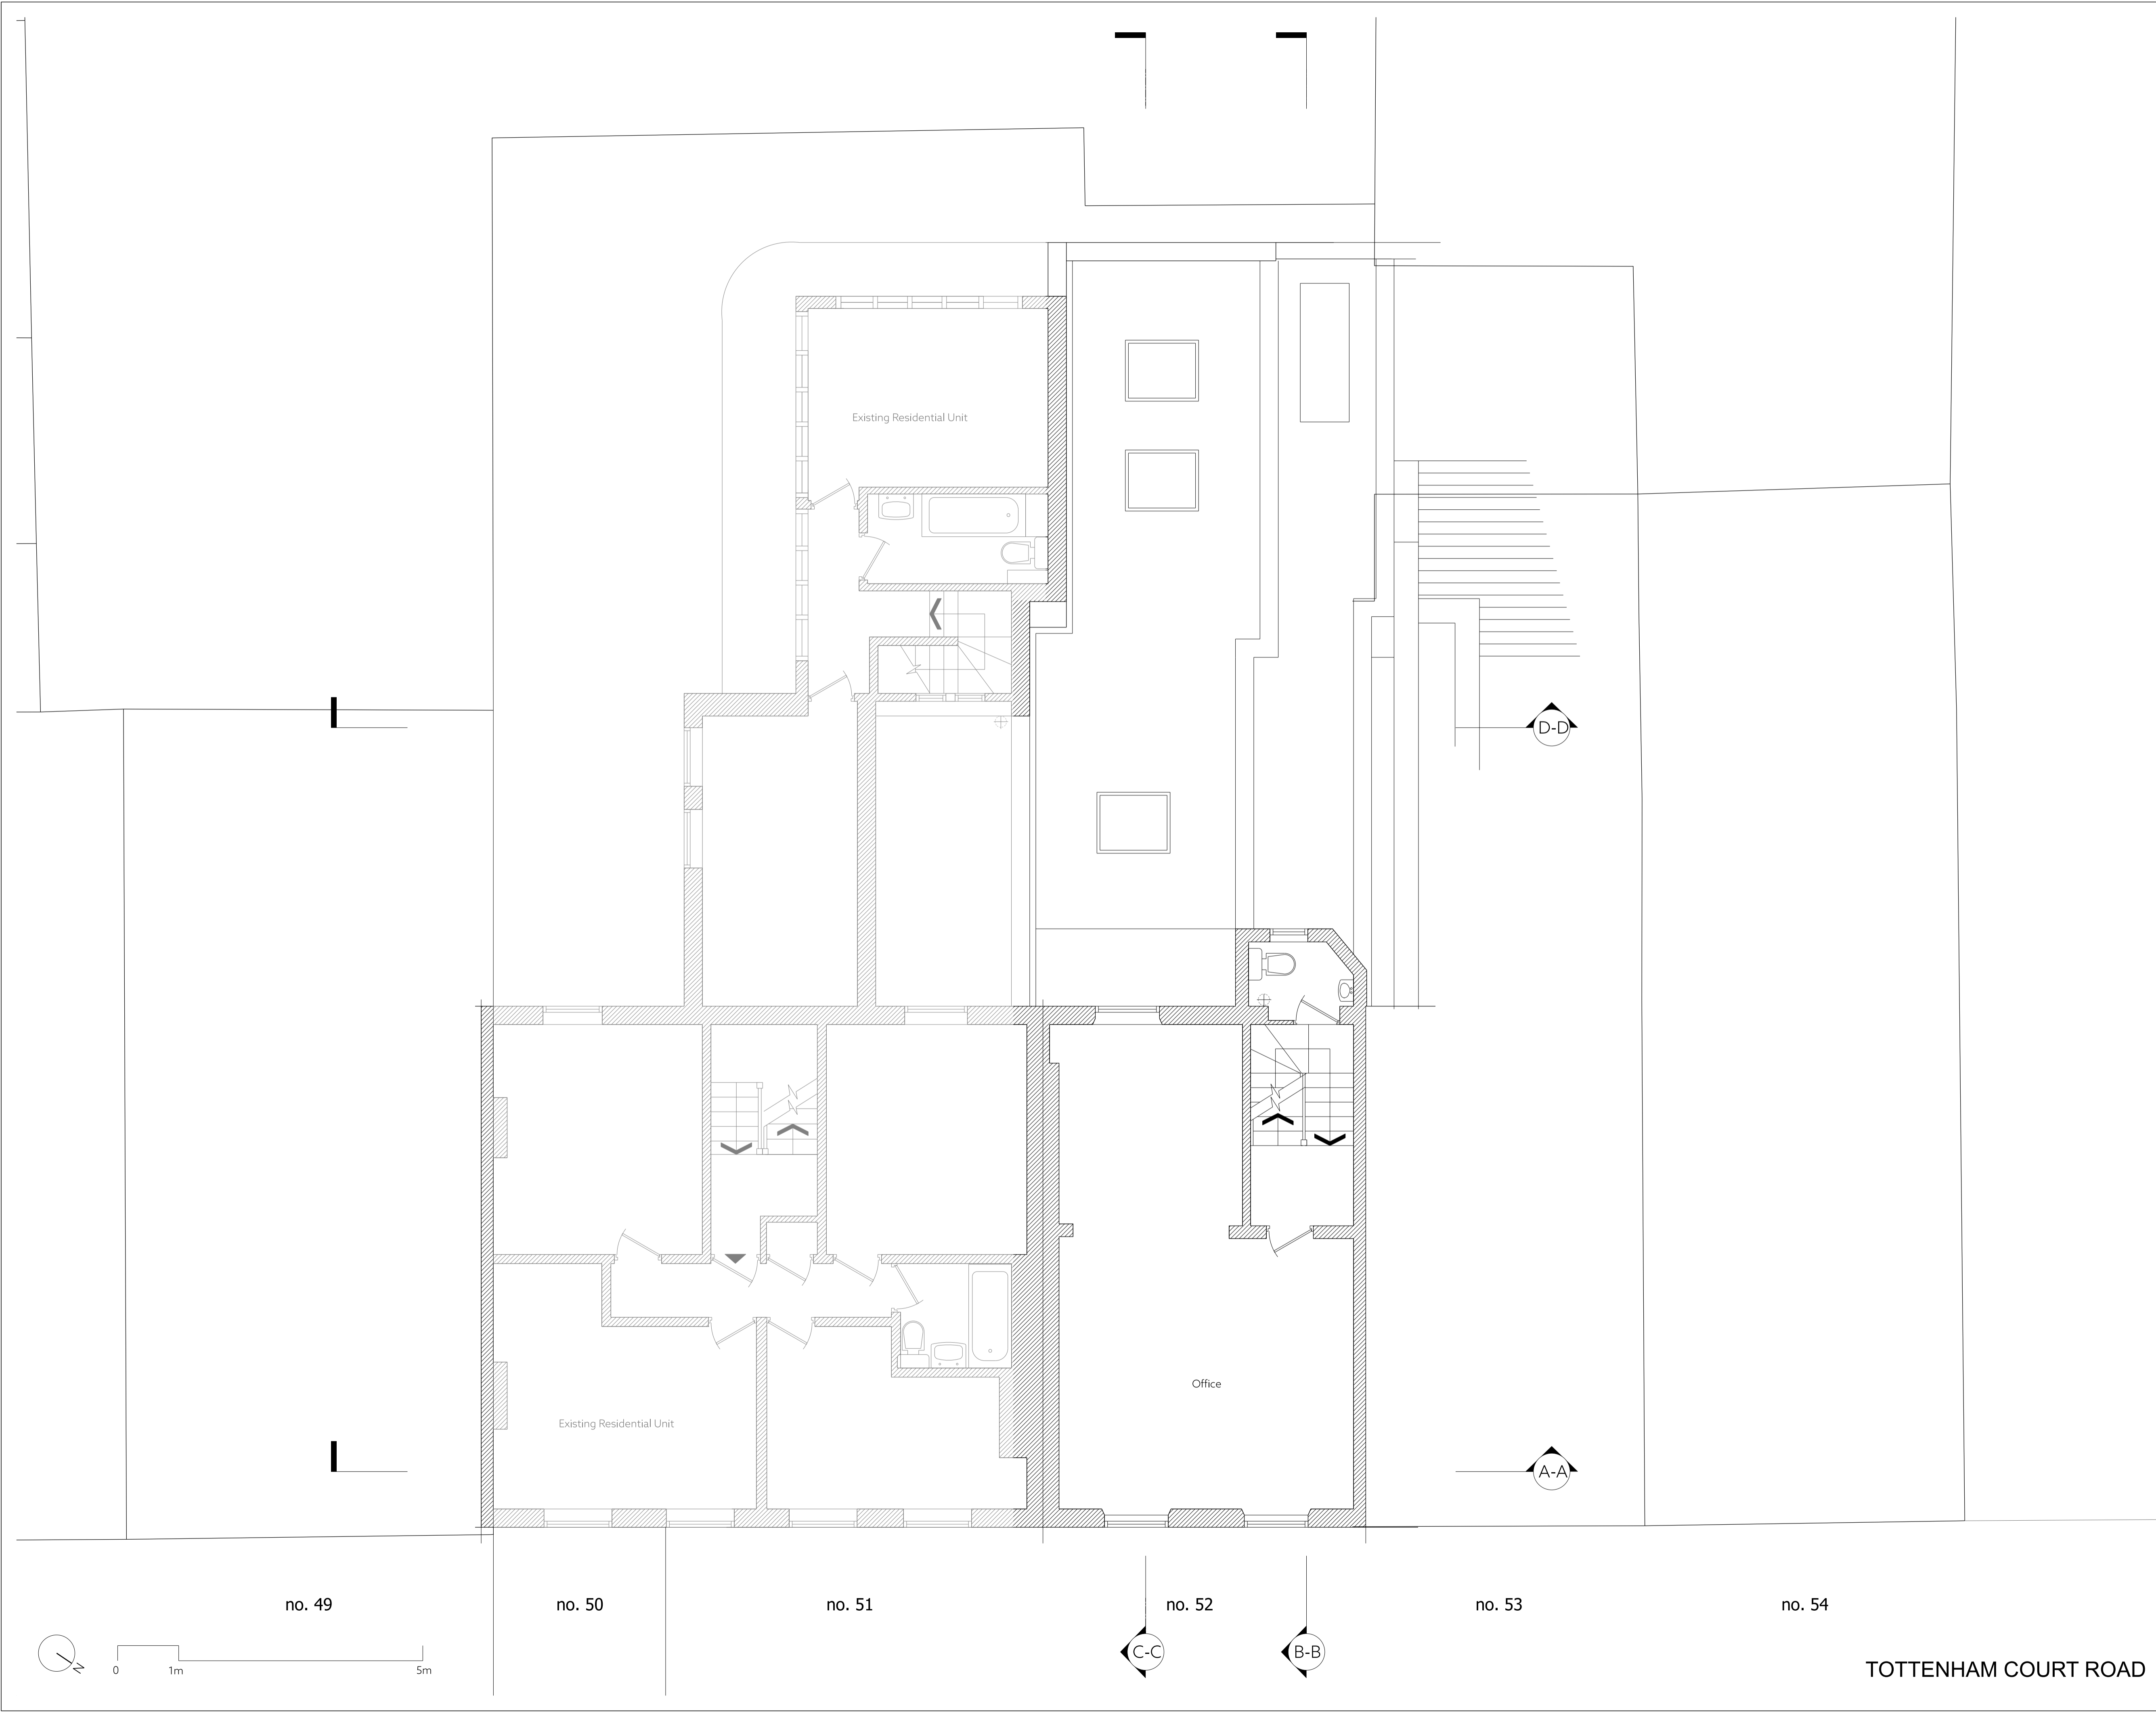 Existing Residential Unit
D-D
Office
Existing Residential Unit
A-A
no. 49
no. 50
no. 51
no. 52
no. 53
no. 54
C-C
B-B
N
0
1m
5m
TOTTENHAM COURT ROAD